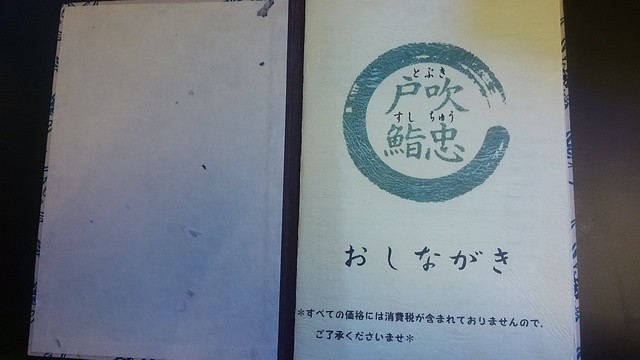 とぶき
戸吹
すし ちゅう
鮨忠
おしながき
*すべての価格には消費税が含まれておりませんので、
ご了承くださいませ*